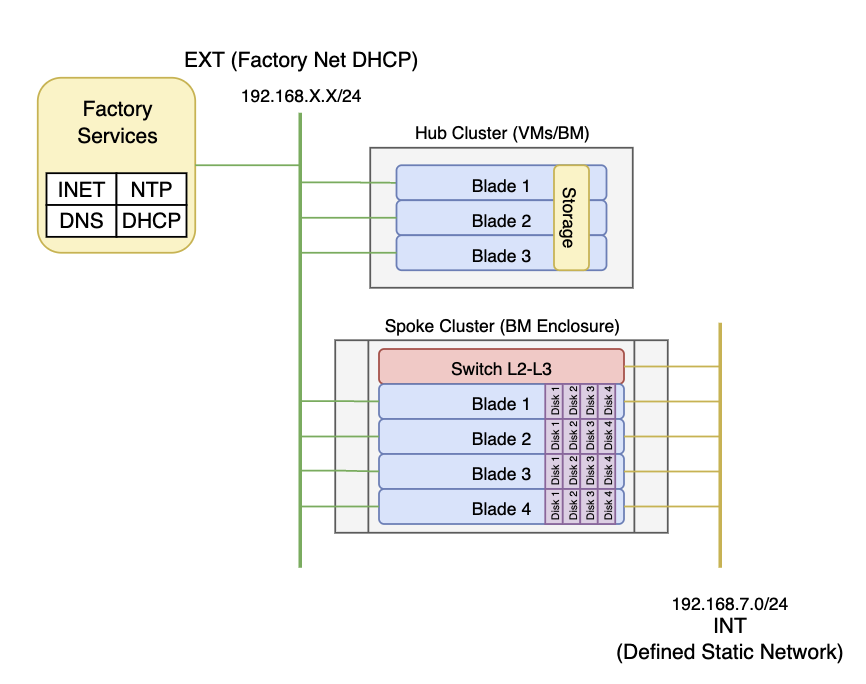 EXT (Factory Net DHCP)
192.168.X.X/24
Factory
Services
INET NTP
DNS DHCP
Hub Cluster (VMs/BM)
Blade 1
Blade 2
Blade 3
Storage
Spoke Cluster (BM Enclosure)
Switch L2-L3
Blade 1 Disk 1 Disk 2 Disk 3 Disk 4
Blade 2 Disk 1 Disk 2 Disk 3 Disk 4
Blade 3 Disk 1 Disk 2 Disk 3 Disk 4
Blade 4 Disk 1 Disk 2 Disk 3 Disk 4
192.168.7.0/24
INT
(Defined Static Network)